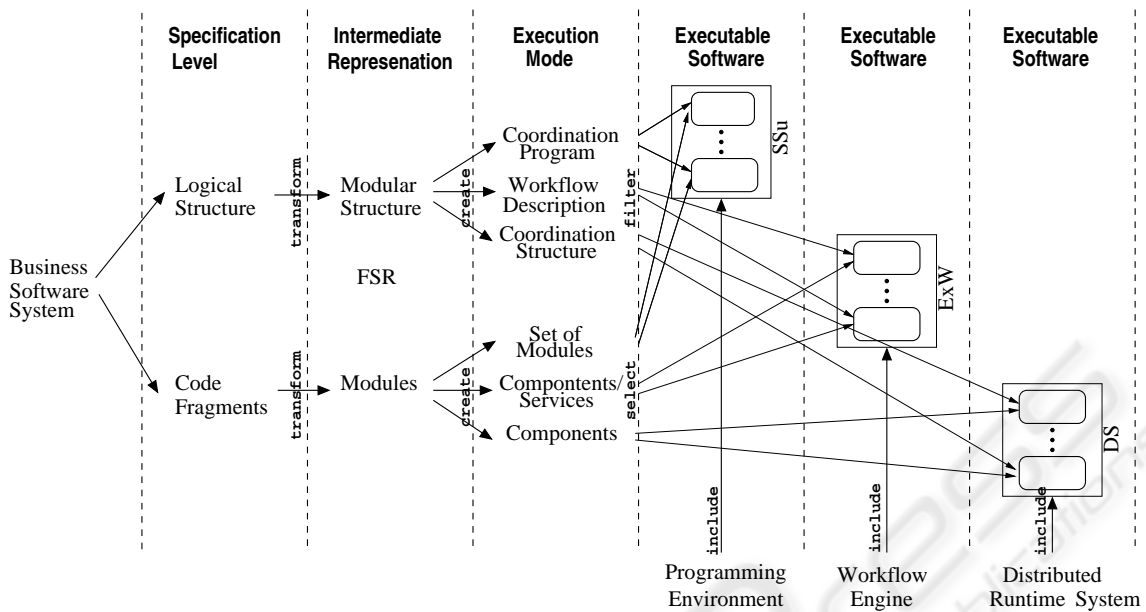 Specification
Level
Intermediate
Represenation
Execution
Mode
Executable
Software
Executable
Software
Executable
Software
Business
Software
System
Logical
Structure
transform
Modular
Structure
create
Coordination
Program
Workflow
Description
Coordination
Structure
filter
FSR
Code
Fragments
transform
Modules
create
Set of
Modules
Compontents/
Services
Components
select
SSu
ExW
DS
include
include
include
Programming
Environment
Workflow
Engine
Distributed
Runtime System